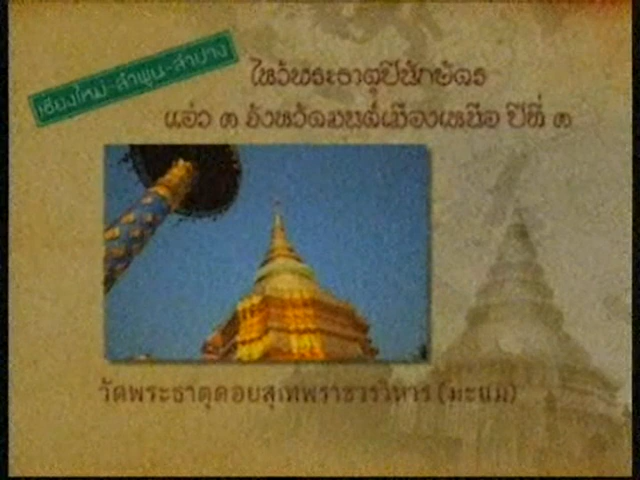 เชียงใหม่-ลำพูน-ลำปาง
ไหว้พระธาตุปีนักษัตร
แอ่ว ๓ จังหวัดมนต์เมืองเหนือ ปีที่ ๓
วัดพระธาตุดอยสุเทพราชวรวิหาร (มะแม)